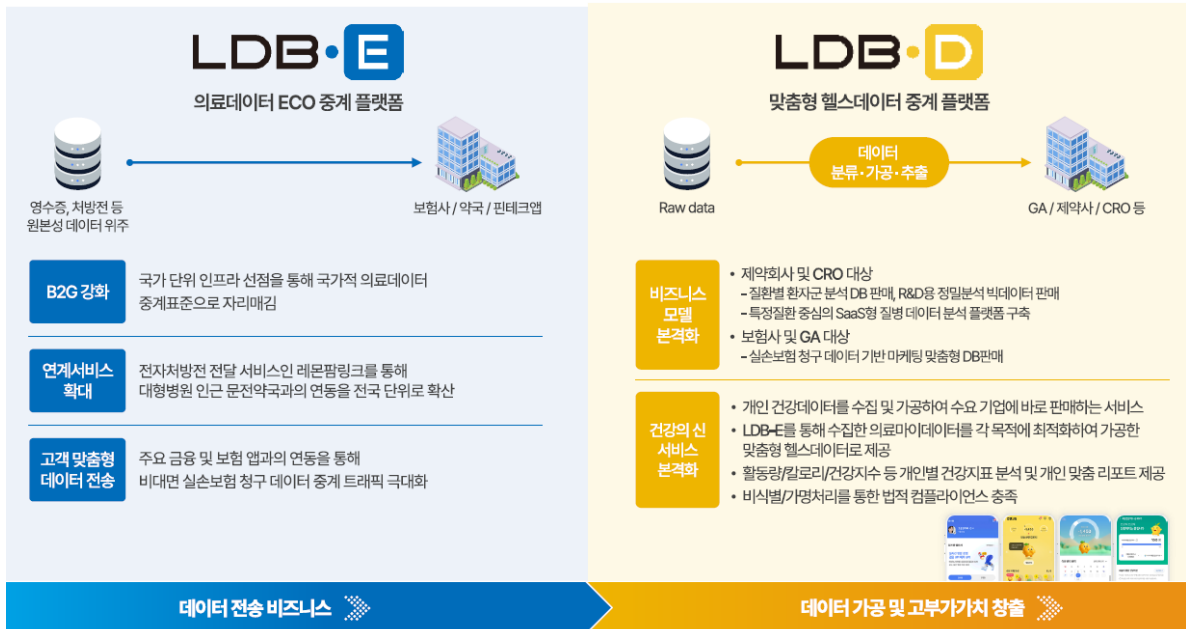 LDB·E
의료데이터 ECO 중계 플랫폼
영수증, 처방전 등
원본성 데이터 위주
보험사 / 약국 / 핀테크앱
B2G 강화
국가 단위 인프라 선점을 통해 국가적 의료데이터
중계표준으로 자리매김
연계서비스
확대
전자처방전 전달 서비스인 레몬팜링크를 통해
대형병원 인근 문전약국과의 연동을 전국 단위로 확산
고객 맞춤형
데이터 전송
주요 금융 및 보험 앱과의 연동을 통해
비대면 실손보험 청구 데이터 중계 트래픽 극대화
데이터 전송 비즈니스
LDB·D
맞춤형 헬스데이터 중계 플랫폼
데이터
분류·가공·추출
Raw data
GA / 제약사 / CRO 등
비즈니스
모델
본격화
• 제약회사 및 CRO 대상
- 질환별 환자군 분석 DB 판매, R&D용 정밀분석 빅데이터 판매
- 특정질환 중심의 SaaS형 질병 데이터 분석 플랫폼 구축
• 보험사 및 GA 대상
- 실손보험 청구 데이터 기반 마케팅 맞춤형 DB판매
건강의 신
서비스
본격화
• 개인 건강데이터를 수집 및 가공하여 수요 기업에 바로 판매하는 서비스
• LDB-E를 통해 수집한 의료마이데이터를 각 목적에 최적화하여 가공한
맞춤형 헬스데이터로 제공
• 활동량/칼로리/건강지수 등 개인별 건강지표 분석 및 개인 맞춤 리포트 제공
• 비식별/가명처리를 통한 법적 컴플라이언스 충족
데이터 가공 및 고부가가치 창출